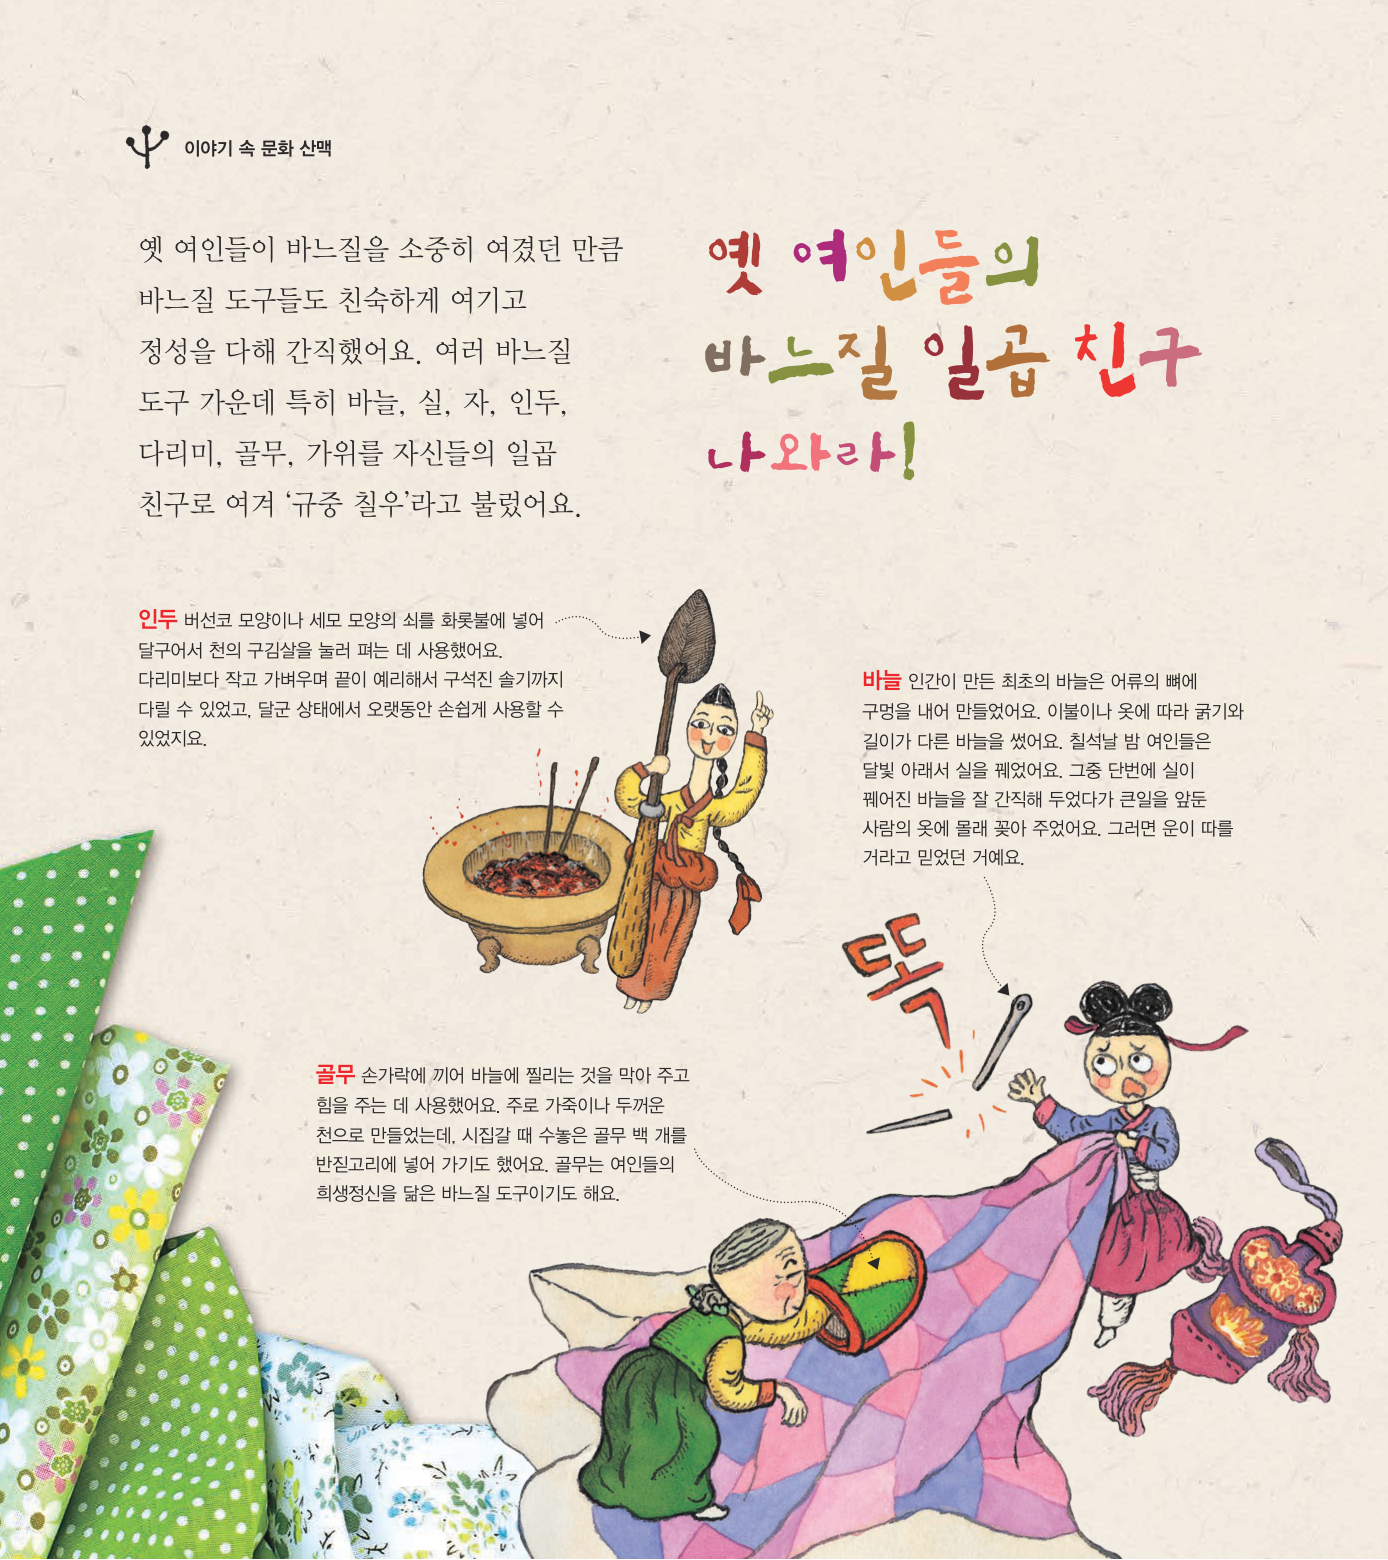 이야기 속 문화 산맥
옛 여인들이 바느질을 소중히 여겼던 만큼
바느질 도구들도 친숙하게 여기고
정성을 다해 간직했어요. 여러 바느질
도구 가운데 특히 바늘, 실, 자, 인두,
다리미, 골무, 가위를 자신들의 일곱
친구로 여겨 ‘규중 칠우’라고 불렀어요.
옛 여인들의
바느질 일곱 친구
나와라!
인두 버선코 모양이나 세모 모양의 쇠를 화롯불에 넣어
달구어서 천의 구김살을 눌러 펴는 데 사용했어요.
다리미보다 작고 가벼우며 끝이 예리해서 구석진 솔기까지
다릴 수 있었고, 달군 상태에서 오랫동안 손쉽게 사용할 수
있었지요.
바늘 인간이 만든 최초의 바늘은 어류의 뼈에
구멍을 내어 만들었어요. 이불이나 옷에 따라 굵기와
길이가 다른 바늘을 썼어요. 칠석날 밤 여인들은
달빛 아래서 실을 꿰었어요. 그중 단번에 실이
꿰어진 바늘을 잘 간직해 두었다가 큰일을 앞둔
사람의 옷에 몰래 꽂아 주었어요. 그러면 운이 따를
거라고 믿었던 거예요.
똑
골무 손가락에 끼어 바늘에 찔리는 것을 막아 주고
힘을 주는 데 사용했어요. 주로 가죽이나 두꺼운
천으로 만들었는데, 시집갈 때 수놓은 골무 백 개를
반짇고리에 넣어 가기도 했어요. 골무는 여인들의
희생정신을 닮은 바느질 도구이기도 해요.